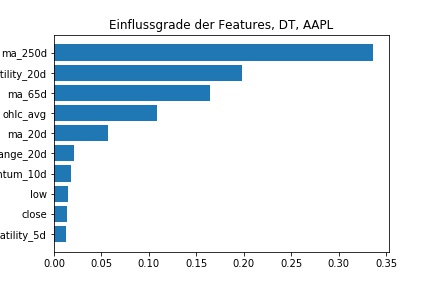 Einflussgrade der Features, DT, AAPL
ma_250d
tility_20d
ma_65d
ohlc_avg
ma_20d
ange_20d
ntum_10d
low
close
atility_5d
0.00 0.05 0.10 0.15 0.20 0.25 0.30 0.35